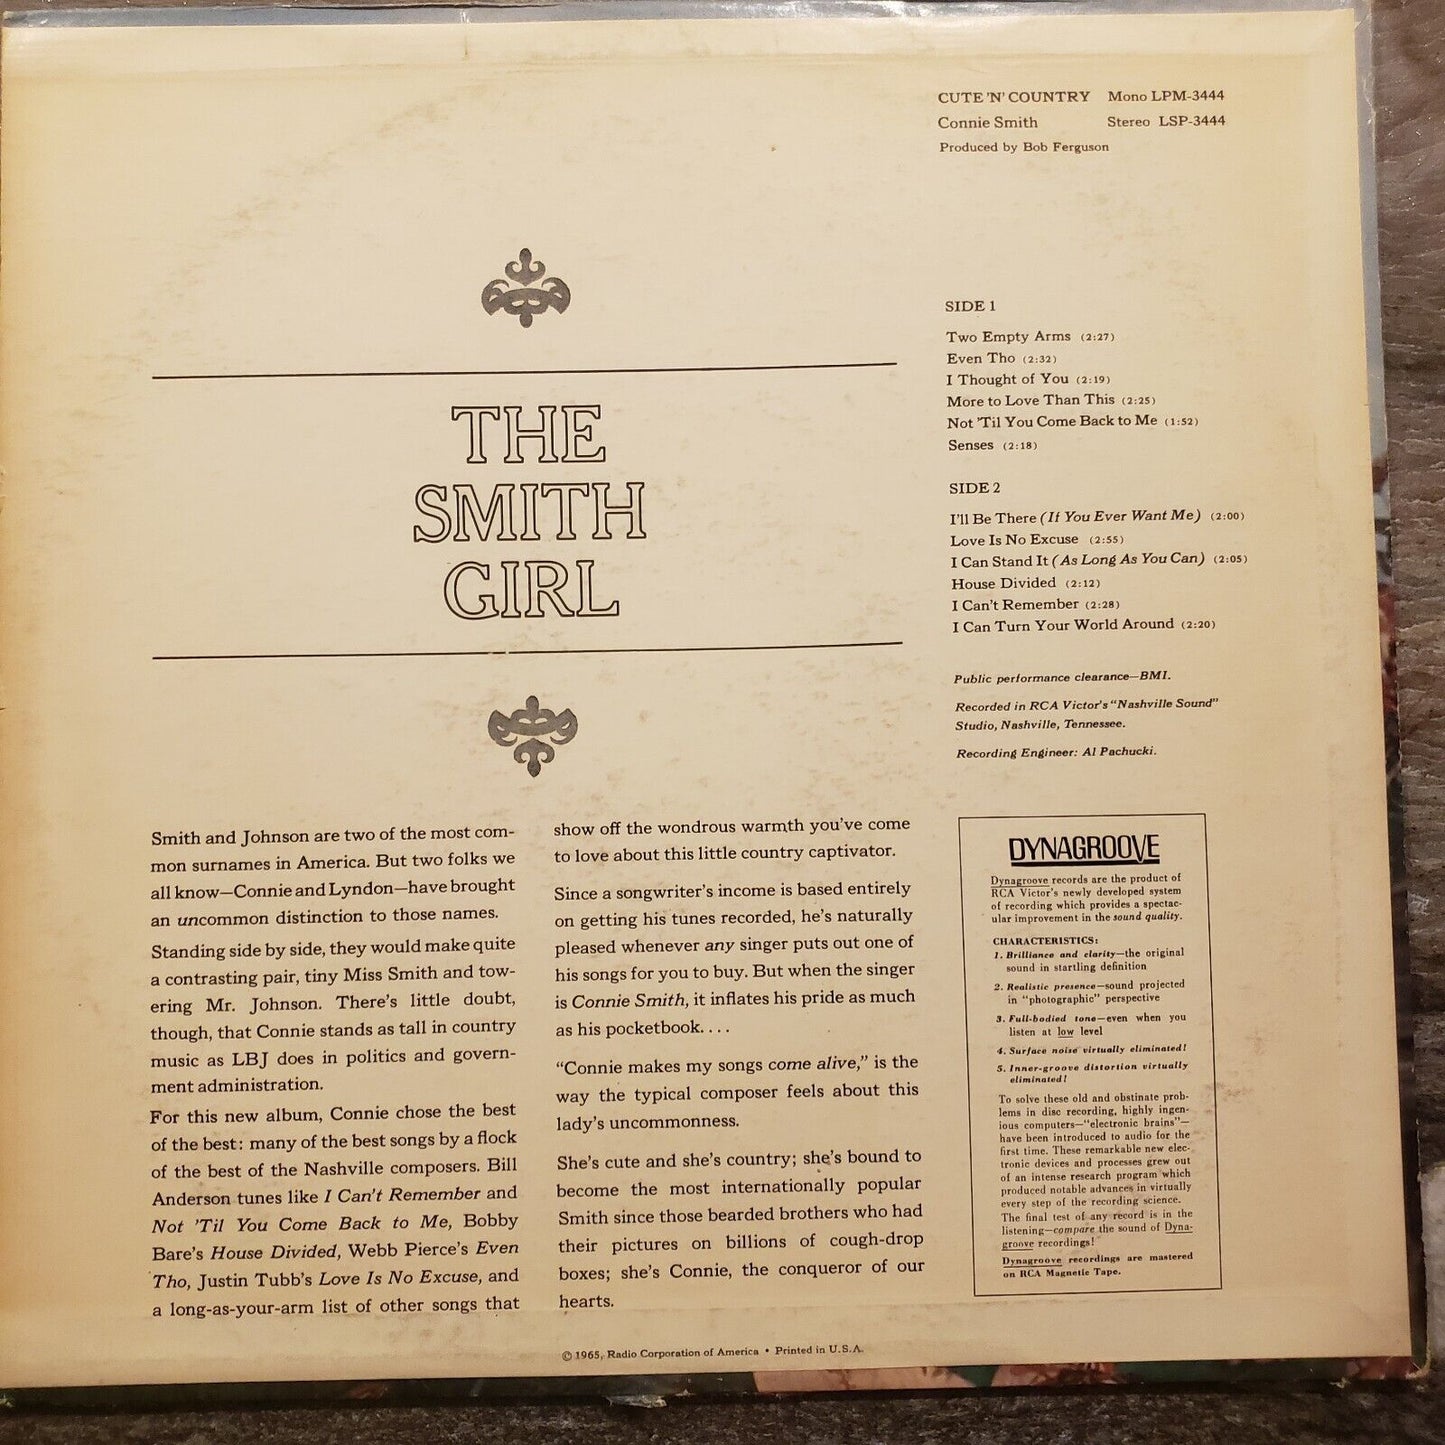 CUTE 'N' COUNTRY Mono LPM-3444
Connie Smith Stereo LSP-3444
Produced by Bob Ferguson
THE
SMITH
GIRL
SIDE 1
Two Empty Arms (2:27)
Even Tho (2:32)
I Thought of You (2:19)
More to Love Than This (2:25)
Not 'Til You Come Back to Me (1:52)
Senses (2:18)
SIDE 2
I'll Be There (If You Ever Want Me) (2:00)
Love Is No Excuse (2:55)
I Can Stand It (As Long As You Can) (2:05)
House Divided (2:12)
I Can't Remember (2:28)
I Can Turn Your World Around (2:20)
Public performance clearance—BMI.
Recorded in RCA Victor's "Nashville Sound"
Studio, Nashville, Tennessee.
Recording Engineer: Al Pachucki.
Smith and Johnson are two of the most com-
mon surnames in America. But two folks we
all know—Connie and Lyndon—have brought
an uncommon distinction to those names.
Standing side by side, they would make quite
a contrasting pair, tiny Miss Smith and tow-
ering Mr. Johnson. There's little doubt,
though, that Connie stands as tall in country
music as LBJ does in politics and govern-
ment administration.
For this new album, Connie chose the best
of the best: many of the best songs by a flock
of the best of the Nashville composers. Bill
Anderson tunes like I Can't Remember and
Not 'Til You Come Back to Me, Bobby
Bare's House Divided, Webb Pierce's Even
Tho, Justin Tubb's Love Is No Excuse, and
a long-as-your-arm list of other songs that
show off the wondrous warmth you've come
to love about this little country captivator.
Since a songwriter's income is based entirely
on getting his tunes recorded, he's naturally
pleased whenever any singer puts out one of
his songs for you to buy. But when the singer
is Connie Smith, it inflates his pride as much
as his pocketbook. . . .
"Connie makes my songs come alive," is the
way the typical composer feels about this
lady's uncommonness.
She's cute and she's country; she's bound to
become the most internationally popular
Smith since those bearded brothers who had
their pictures on billions of cough-drop
boxes; she's Connie, the conqueror of our
hearts.
DYNAGROOVE
Dynagroove records are the product of
RCA Victor's newly developed system
of recording which provides a spectac-
ular improvement in the sound quality.
CHARACTERISTICS:
1. Brilliance and clarity—the original
sound in startling definition
2. Realistic presence—sound projected
in "photographic" perspective
3. Full-bodied tone—even when you
listen at low level
4. Surface noise virtually eliminated!
5. Inner-groove distortion virtually
eliminated!
To solve these old and obstinate prob-
lems in disc recording, highly ingen-
ious computers—"electronic brains"—
have been introduced to audio for the
first time. These remarkable new elec-
tronic devices and processes grew out
of an intense research program which
produced notable advances in virtually
every step of the recording science.
The final test of any record is in the
listening—compare the sound of Dyna-
groove recordings!
Dynagroove recordings are mastered
on RCA Magnetic Tape.
© 1965, Radio Corporation of America • Printed in U.S.A.